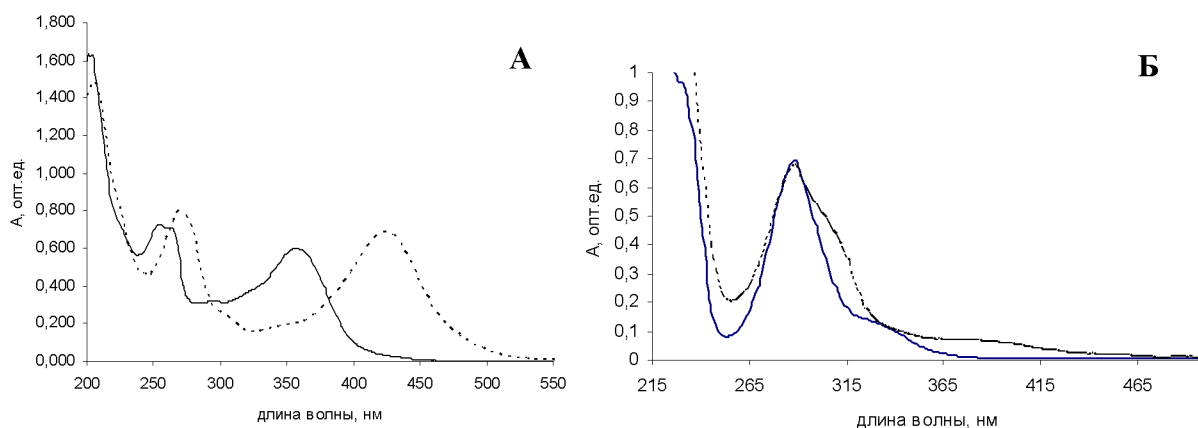 А
А, опт.ед.
1,800
1,600
1,400
1,200
1,000
0,800
0,600
0,400
0,200
0,000
200 250 300 350 400 450 500 550
длина волны, нм
Б
А, опт.ед.
1
0,9
0,8
0,7
0,6
0,5
0,4
0,3
0,2
0,1
0
215 265 315 365 415 465
длина волны, нм